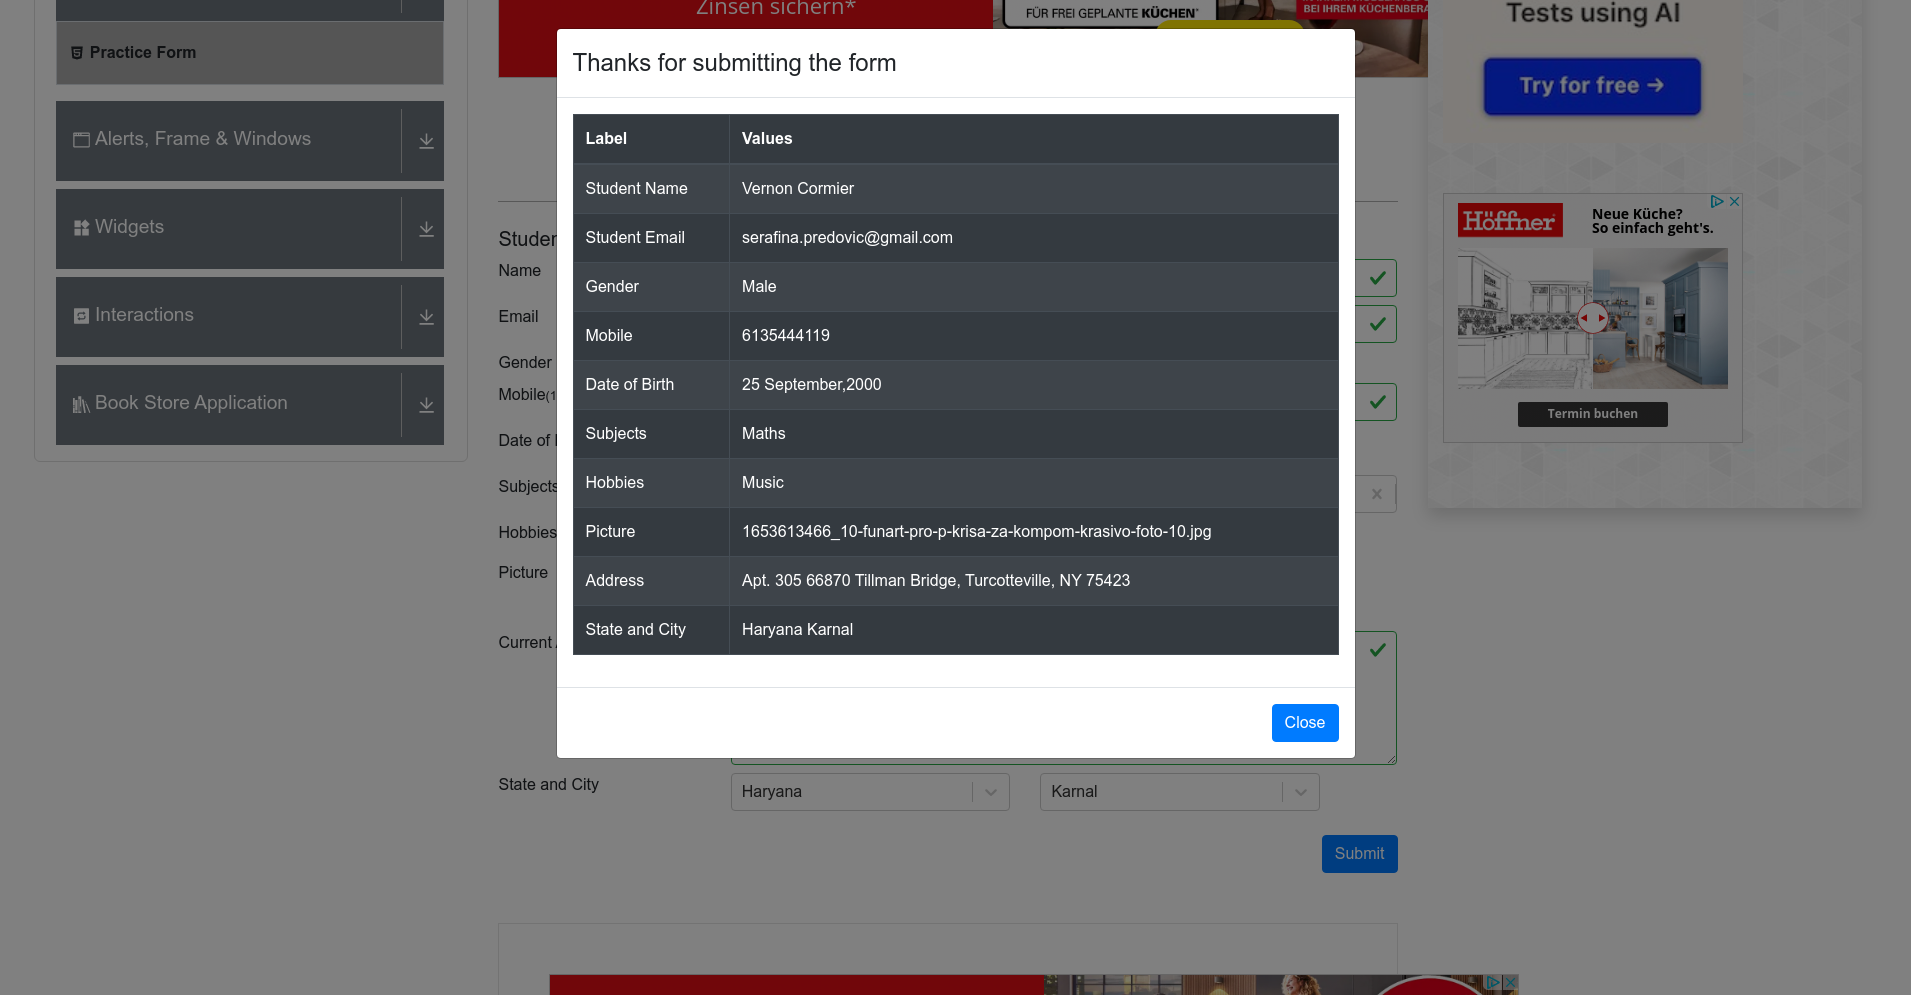 Zinsen sichern*
FÜR FREI GEPLANTE KÜCHEN*
BEI IHREM KÜCHENBERA
Tests using AI
Try for free →
Practice Form
Alerts, Frame & Windows
Widgets
Interactions
Book Store Application
Thanks for submitting the form
Label Values
Student Name Vernon Cormier
Student Email serafina.predovic@gmail.com
Gender Male
Mobile 6135444119
Date of Birth 25 September,2000
Subjects Maths
Hobbies Music
Picture 1653613466_10-funart-pro-p-krisa-za-kompom-krasivo-foto-10.jpg
Address Apt. 305 66870 Tillman Bridge, Turcotteville, NY 75423
State and City Haryana Karnal
Close
Studen
Name
Email
Gender
Mobile(1
Date of
Subjects
Hobbies
Picture
Current
State and City Haryana Karnal
Submit
Höffner
Neue Küche?
So einfach geht's.
Termin buchen